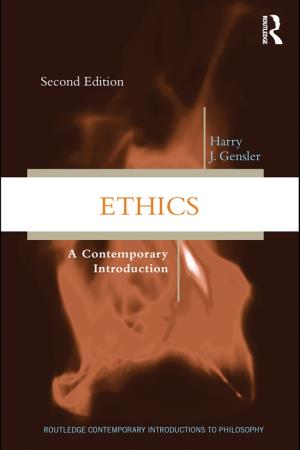 ROUTLEDGE
Second Edition
Harry
J. Gensler
ETHICS
A Contemporary
Introduction
ROUTLEDGE CONTEMPORARY INTRODUCTIONS TO PHILOSOPHY